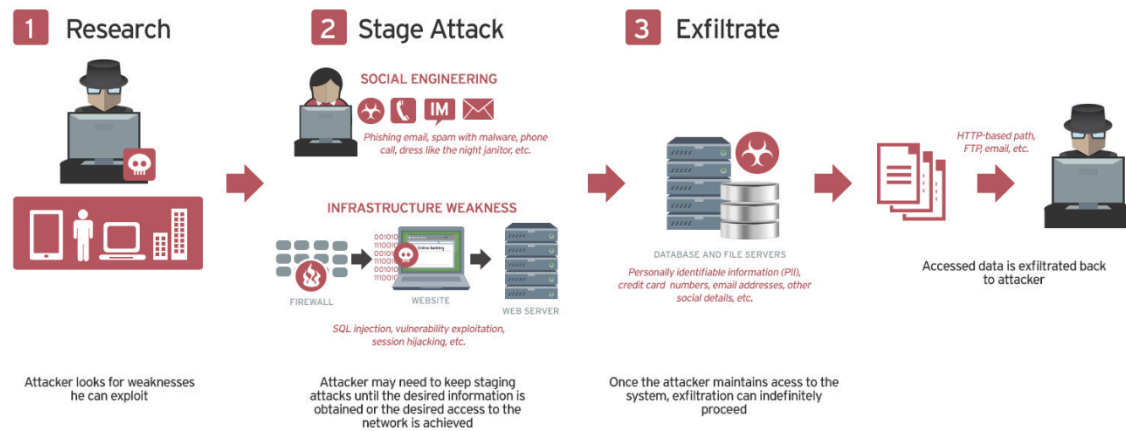 1 Research
Attacker looks for weaknesses
he can exploit
2 Stage Attack
SOCIAL ENGINEERING
IM
Phishing email, spam with malware, phone
call, dress like the night janitor, etc.
INFRASTRUCTURE WEAKNESS
001010
1110010
FIREWALL
Online Banking
WEBSITE
WEB SERVER
SQL injection, vulnerability exploitation,
session hijacking, etc.
Attacker may need to keep staging
attacks until the desired information is
obtained or the desired access to the
network is achieved
3 Exfiltrate
DATABASE AND FILE SERVERS
Personally identifiable information (PII),
credit card numbers, email addresses, other
social details, etc.
Once the attacker maintains acess to the
system, exfiltration can indefinitely
proceed
HTTP-based path,
FTP, email, etc.
Accessed data is exfiltrated back
to attacker